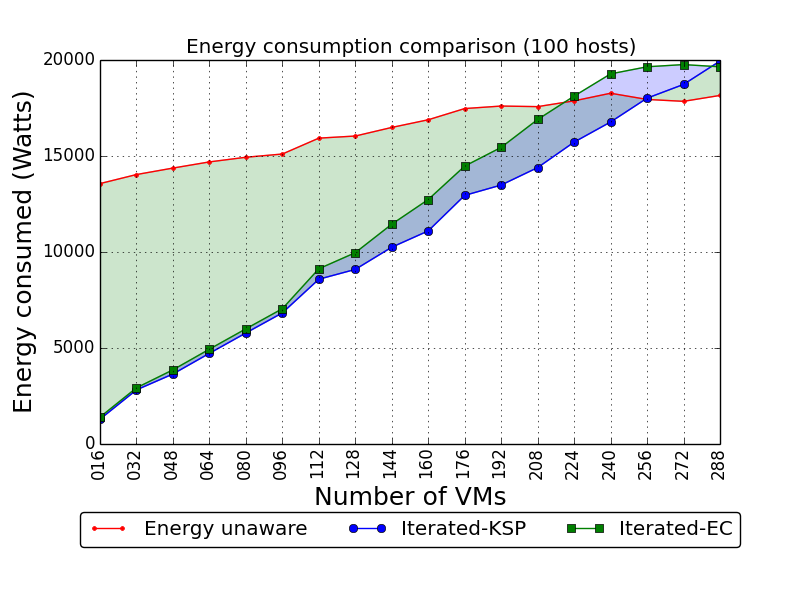 Energy consumption comparison (100 hosts)
Energy consumed (Watts)
20000
15000
10000
5000
0
016 032 048 064 080 096 112 128 144 160 176 192 208 224 240 256 272 288
Number of VMs
Energy unaware Iterated-KSP Iterated-EC